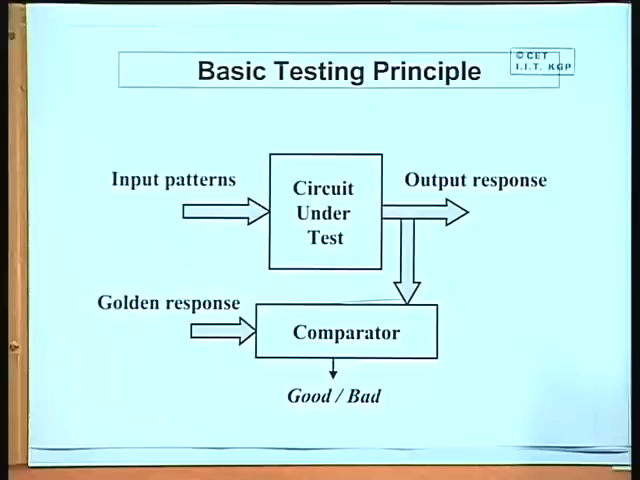 Basic Testing Principle
© CET
I.I.T. KGP
Input patterns
Circuit
Under
Test
Output response
Golden response
Comparator
Good / Bad